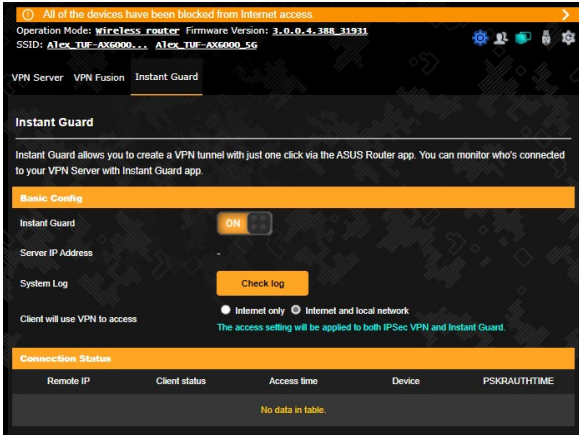 All of the devices have been blocked from Internet access.
Operation Mode: Wireless router Firmware Version: 3.0.0.4.388_31931
SSID: Alex_TUF-AX6000... Alex_TUF-AX6000_5G
VPN Server VPN Fusion Instant Guard
Instant Guard
Instant Guard allows you to create a VPN tunnel with just one click via the ASUS Router app. You can monitor who's connected
to your VPN Server with Instant Guard app.
Basic Config
Instant Guard ON
Server IP Address -
System Log Check log
Client will use VPN to access Internet only Internet and local network
The access setting will be applied to both IPSec VPN and Instant Guard.
Connection Status
Remote IP Client status Access time Device PSKRAUTHTIME
No data in table.